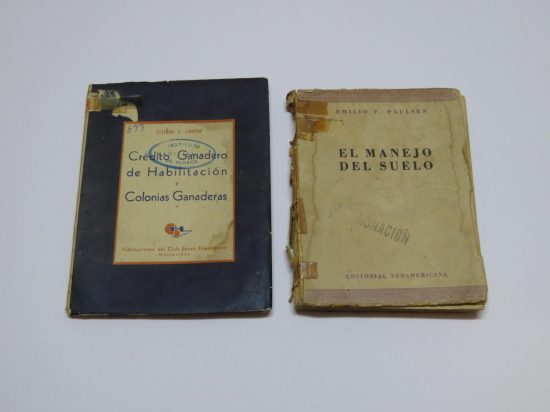 Crédito Ganadero
de Habilitación
Y
Colonias Ganaderas
INSTITUTO
Publicaciones del Club Banco Hipotecario
EMILIO F. PAULSEN
EL MANEJO
DEL SUELO
DONACION
EDITORIAL SUDAMERICANA